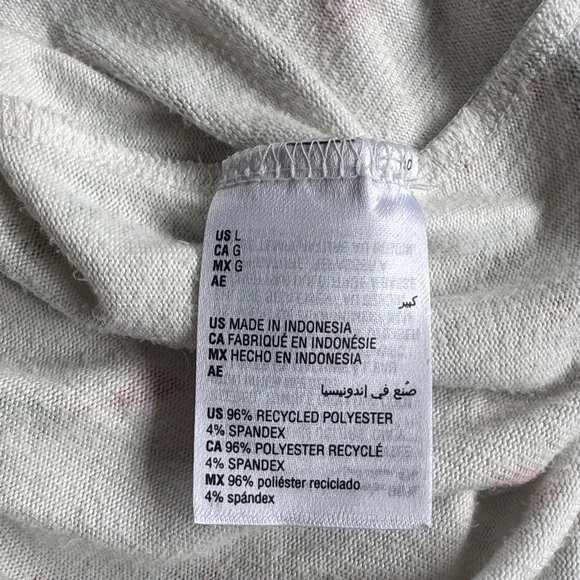 US L
CA G
MX G
AE
كبير
US MADE IN INDONESIA
CA FABRIQUÉ EN INDONÉSIE
MX HECHO EN INDONESIA
AE
صُنع في إندونيسيا
US 96% RECYCLED POLYESTER
4% SPANDEX
CA 96% POLYESTER RECYCLÉ
4% SPANDEX
MX 96% poliéster reciclado
4% spándex